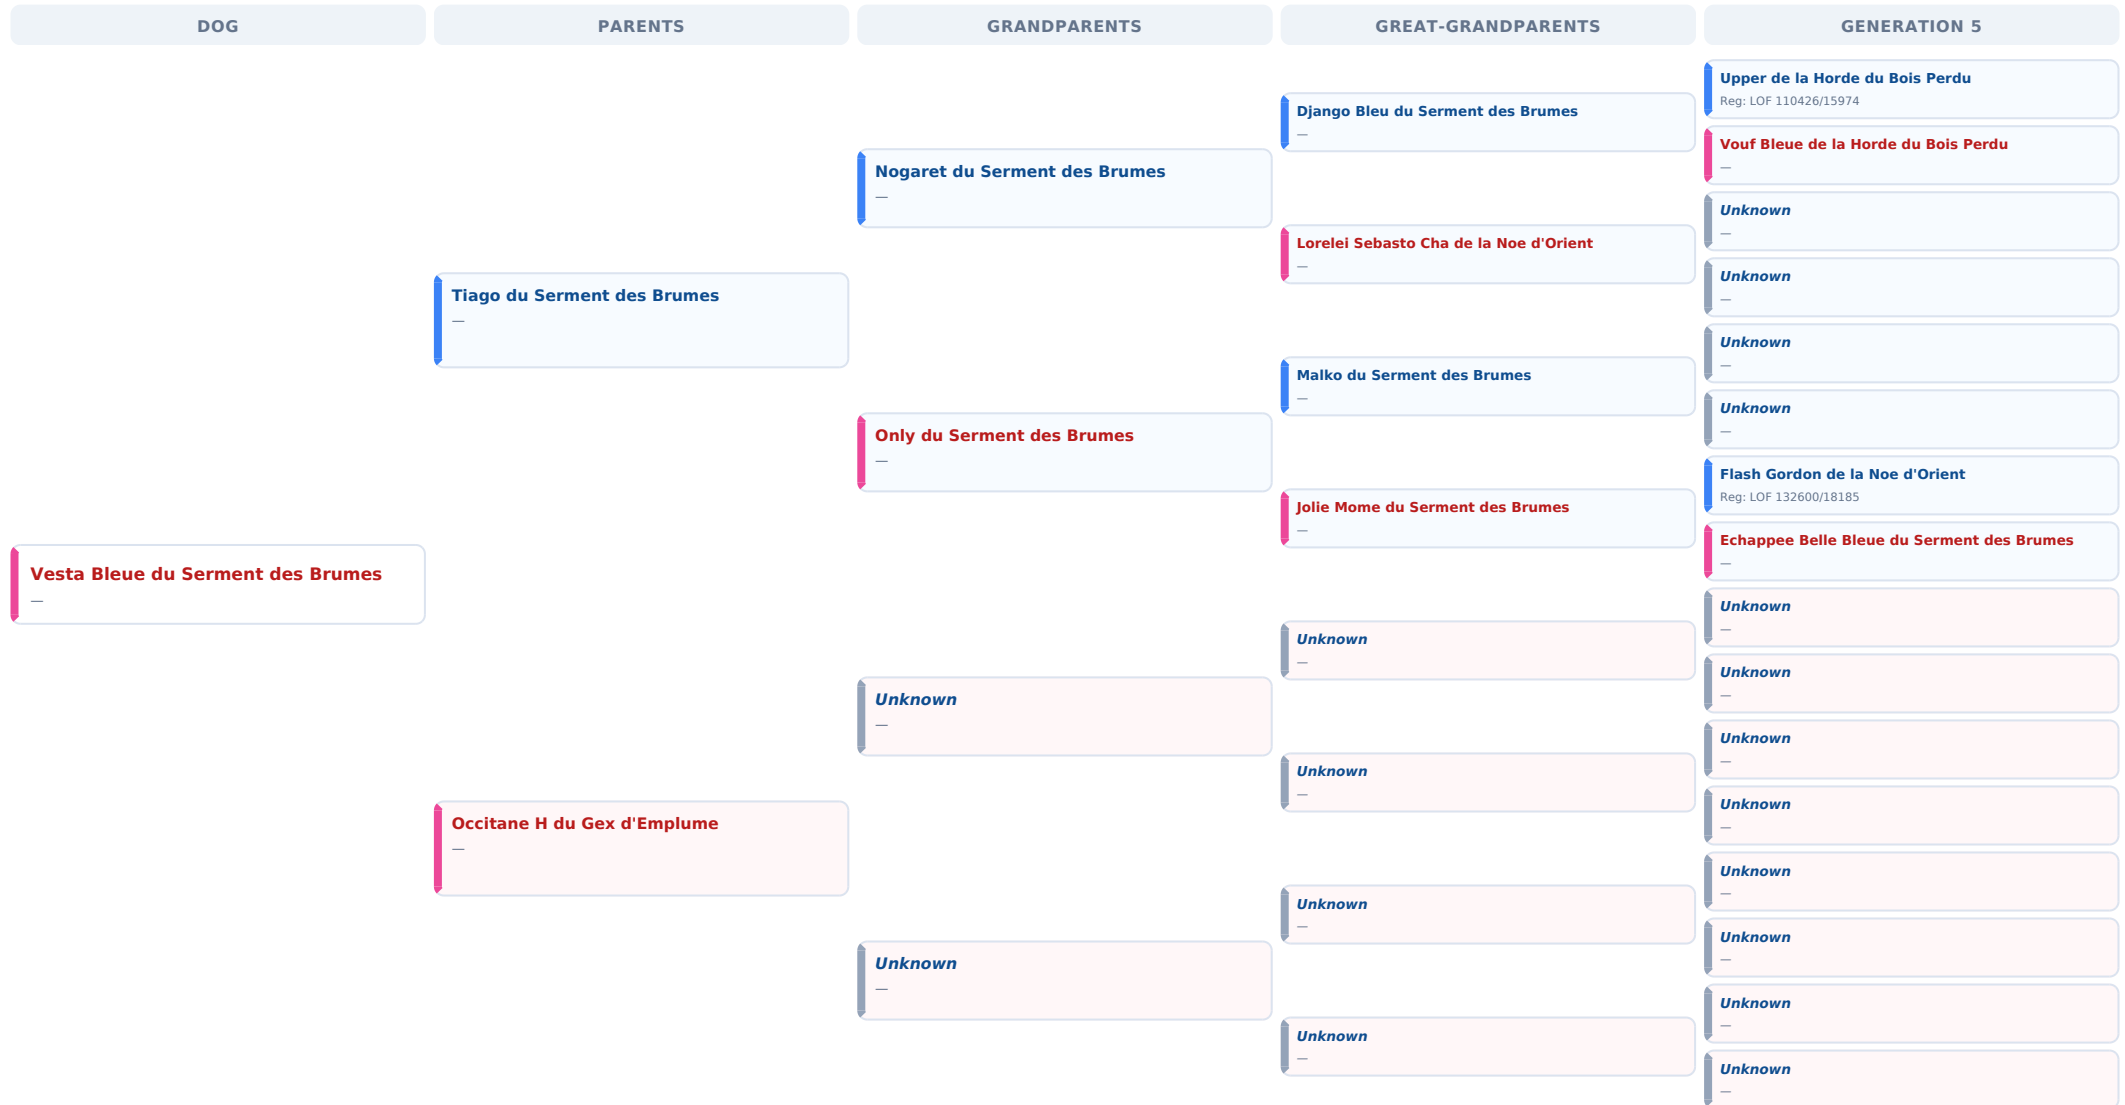 DOG
PARENTS
GRANDPARENTS
GREAT-GRANDPARENTS
GENERATION 5
Vesta Bleue du Serment des Brumes
—
Tiago du Serment des Brumes
—
Occitane H du Gex d'Emplume
—
Nogaret du Serment des Brumes
—
Only du Serment des Brumes
—
Unknown
—
Unknown
—
Django Bleu du Serment des Brumes
—
Lorelei Sebasto Cha de la Noe d'Orient
—
Malko du Serment des Brumes
—
Jolie Mome du Serment des Brumes
—
Unknown
—
Unknown
—
Unknown
—
Unknown
—
Upper de la Horde du Bois Perdu
Reg: LOF 110426/15974
Vouf Bleue de la Horde du Bois Perdu
—
Unknown
—
Unknown
—
Unknown
—
Unknown
—
Flash Gordon de la Noe d'Orient
Reg: LOF 132600/18185
Echappee Belle Bleue du Serment des Brumes
—
Unknown
—
Unknown
—
Unknown
—
Unknown
—
Unknown
—
Unknown
—
Unknown
—
Unknown
—